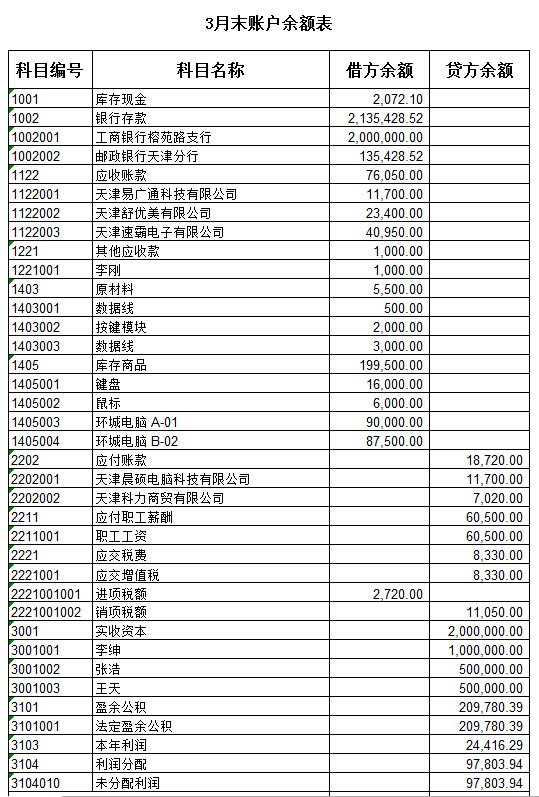 3月末账户余额表
科目编号 科目名称 借方余额 贷方余额
1001 库存现金 2,072.10
1002 银行存款 2,135,428.52
1002001 工商银行榕苑路支行 2,000,000.00
1002002 邮政银行天津分行 135,428.52
1122 应收账款 76,050.00
1122001 天津易广通科技有限公司 11,700.00
1122002 天津舒优美有限公司 23,400.00
1122003 天津速霸电子有限公司 40,950.00
1221 其他应收款 1,000.00
1221001 李刚 1,000.00
1403 原材料 5,500.00
1403001 数据线 500.00
1403002 按键模块 2,000.00
1403003 数据线 3,000.00
1405 库存商品 199,500.00
1405001 键盘 16,000.00
1405002 鼠标 6,000.00
1405003 环城电脑 A-01 90,000.00
1405004 环城电脑 B-02 87,500.00
2202 应付账款 18,720.00
2202001 天津晨硕电脑科技有限公司 11,700.00
2202002 天津科力商贸有限公司 7,020.00
2211 应付职工薪酬 60,500.00
2211001 职工工资 60,500.00
2221 应交税费 8,330.00
2221001 应交增值税 8,330.00
2221001001 进项税额 2,720.00
2221001002 销项税额 11,050.00
3001 实收资本 2,000,000.00
3001001 李绅 1,000,000.00
3001002 张浩 500,000.00
3001003 王天 500,000.00
3101 盈余公积 209,780.39
3101001 法定盈余公积 209,780.39
3103 本年利润 24,416.29
3104 利润分配 97,803.94
3104010 未分配利润 97,803.94